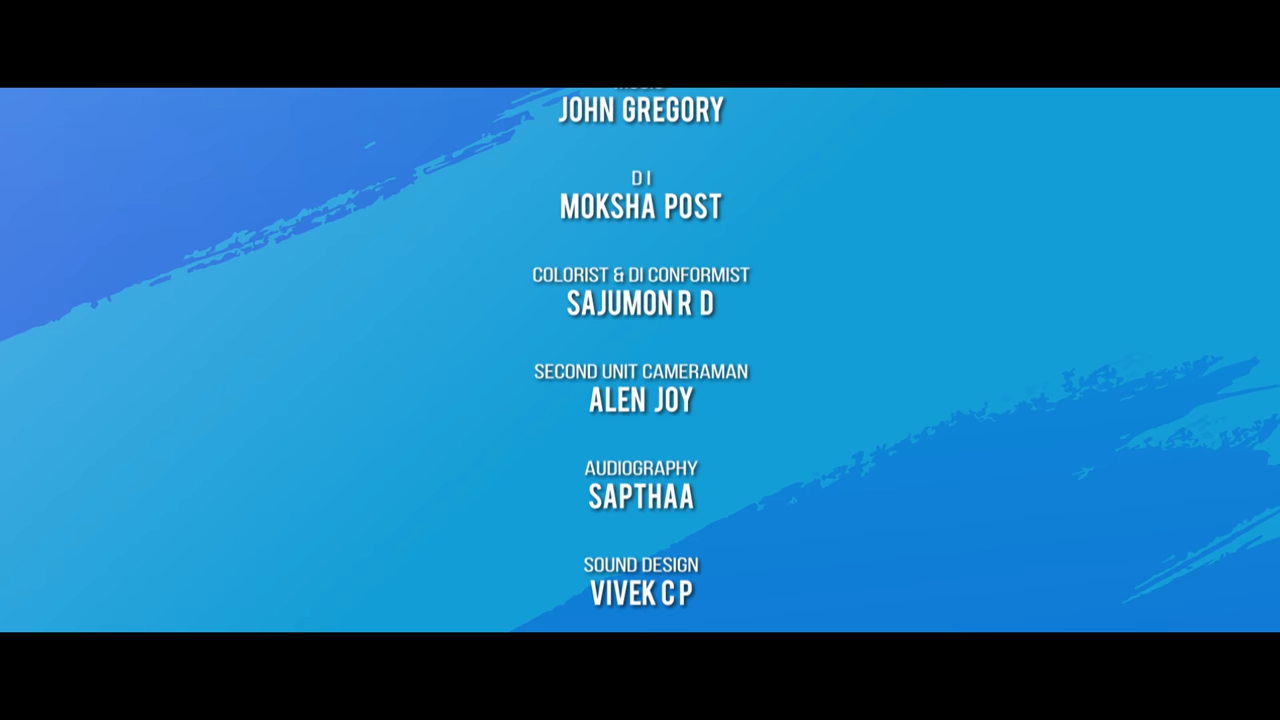 JOHN GREGORY
D I
MOKSHA POST
COLORIST & DI CONFORMIST
SAJUMON R D
SECOND UNIT CAMERAMAN
ALEN JOY
AUDIOGRAPHY
SAPTHAA
SOUND DESIGN
VIVEK C P